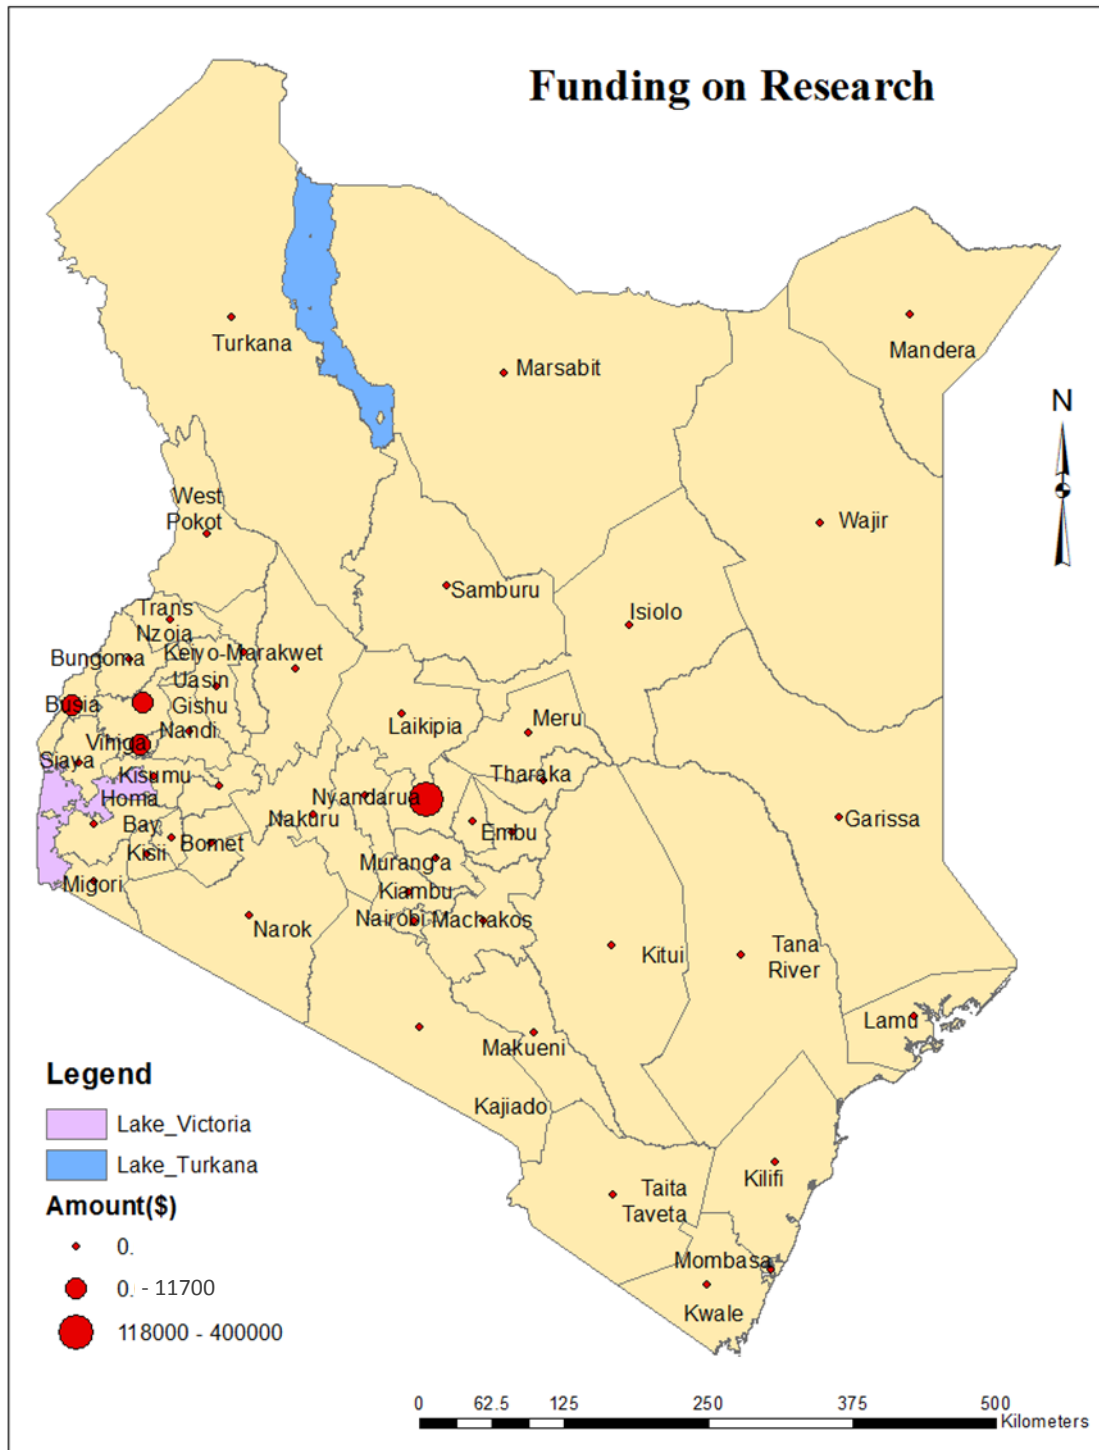 Funding on Research
Turkana
Marsabit
Mandera
N
West
Pokot
Wajir
Samburu
Isiolo
Trans
Nzoia
Bungoma
Keiyo-Marakwet
Uasin
Gishu
Busia
Laikipia
Meru
Nandi
Vihiga
Siaya
Kisumu
Tharaka
Homa
Bay
Nyandarua
Nakuru
Embu
Garissa
Bomet
Kisii
Murang'a
Migori
Kiambu
Nairobi
Machakos
Narok
Kitui
Tana
River
Lamu
Makueni
Kajiado
Kilifi
Taita
Taveta
Mombasa
Kwale
Legend
Lake_Victoria
Lake_Turkana
Amount($)
0.
0. - 11700
118000 - 400000
0 62.5 125 250 375 500
Kilometers